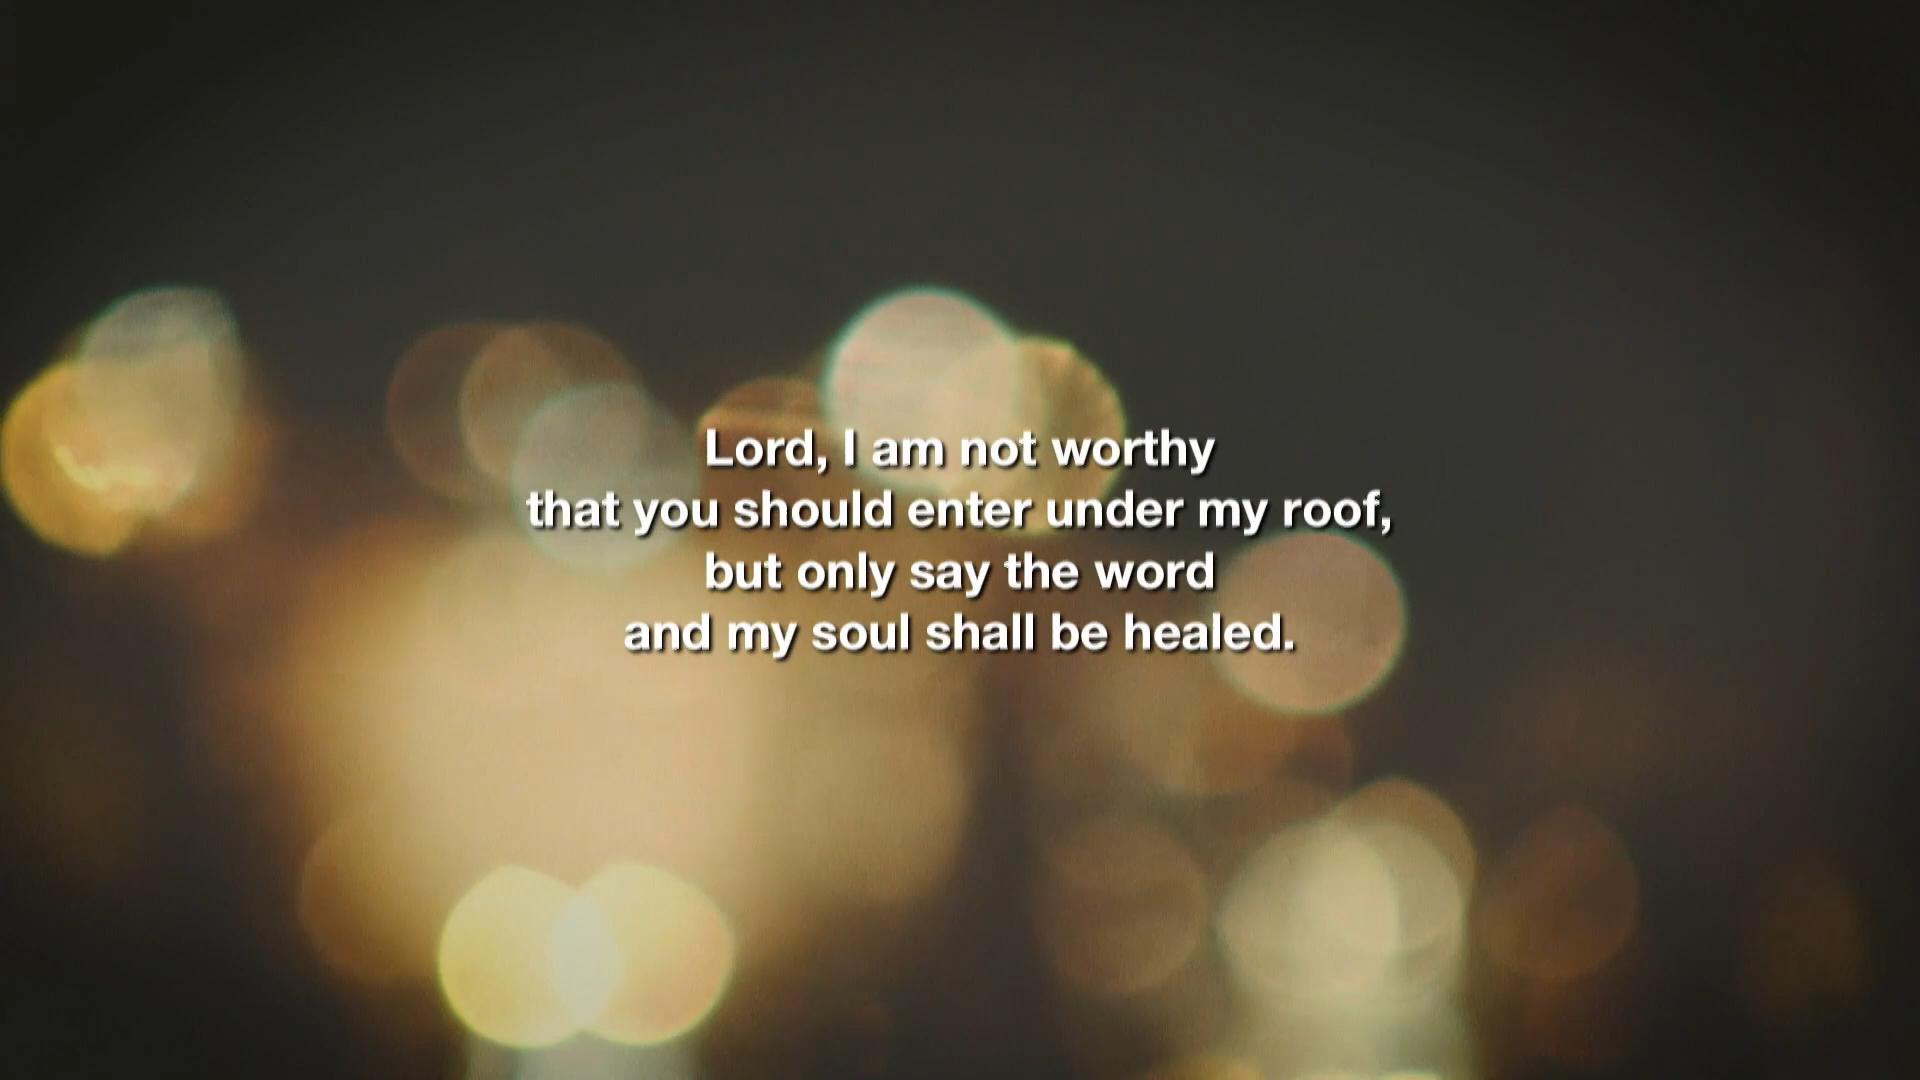 Lord, I am not worthy
that you should enter under my roof,
but only say the word
and my soul shall be healed.